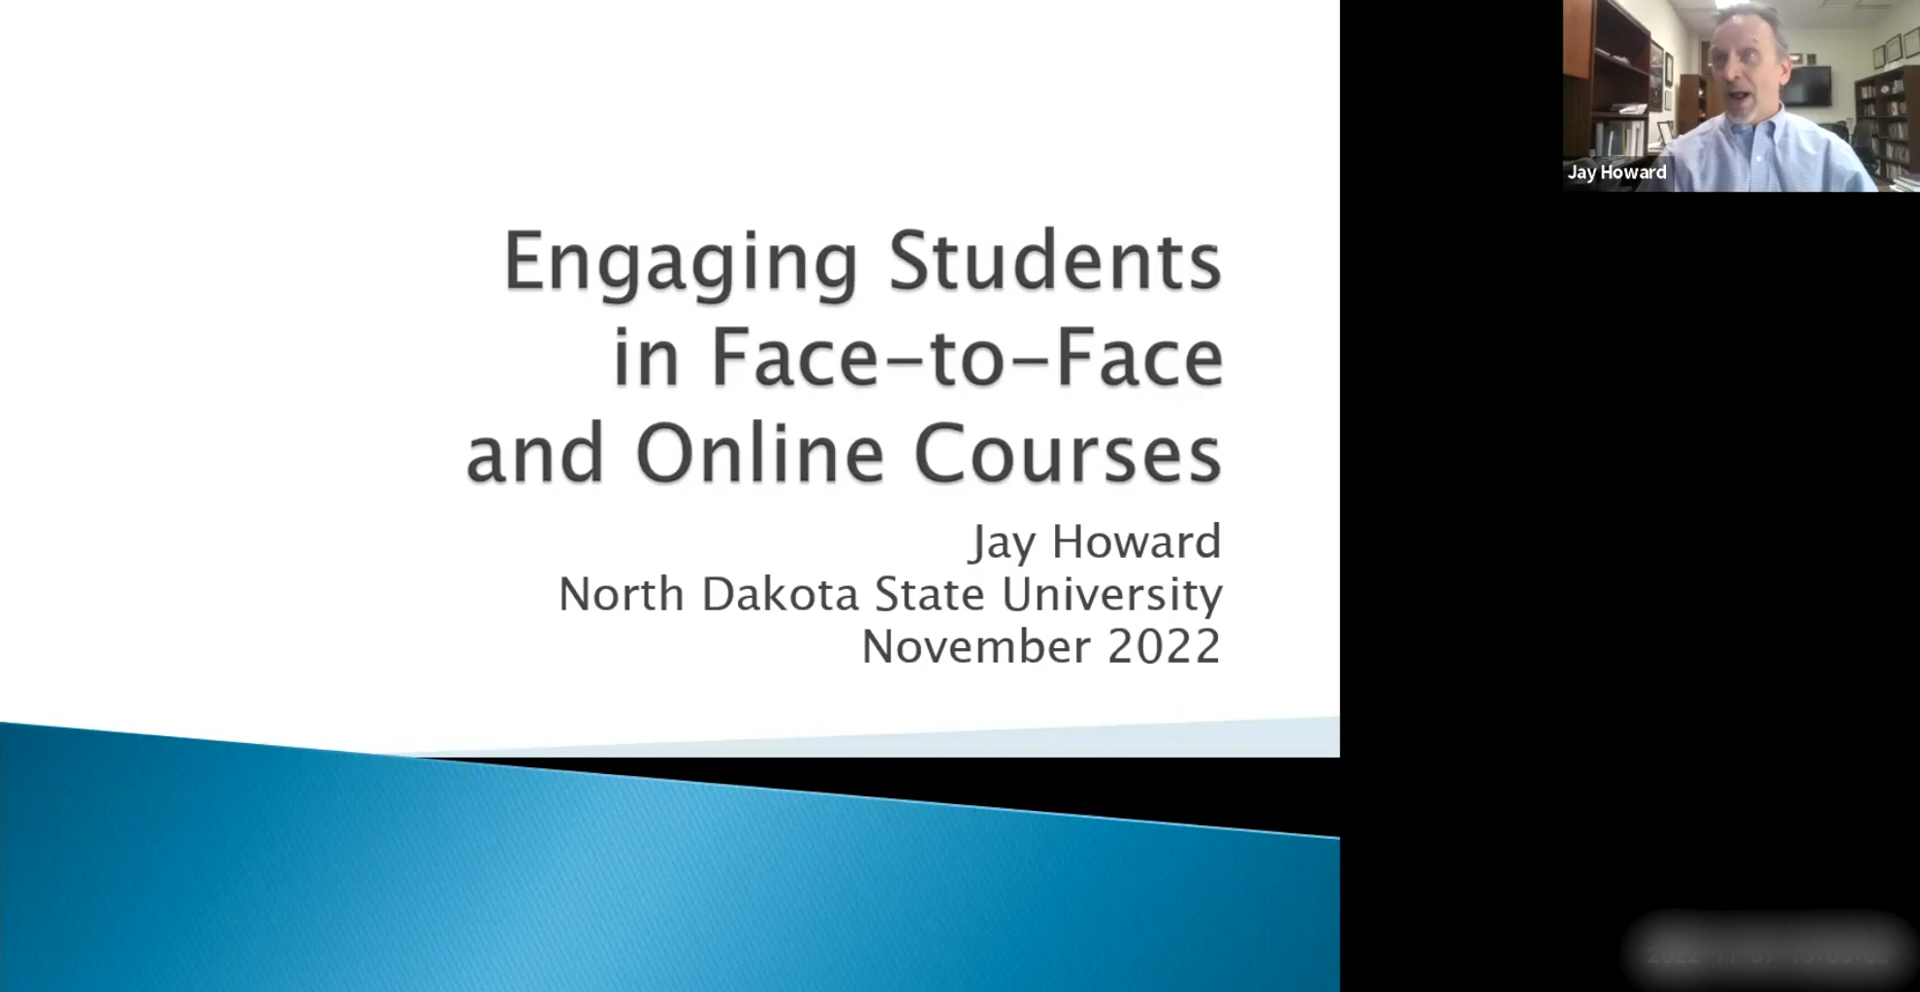 Engaging Students
in Face-to-Face
and Online Courses
Jay Howard
North Dakota State University
November 2022
Jay Howard